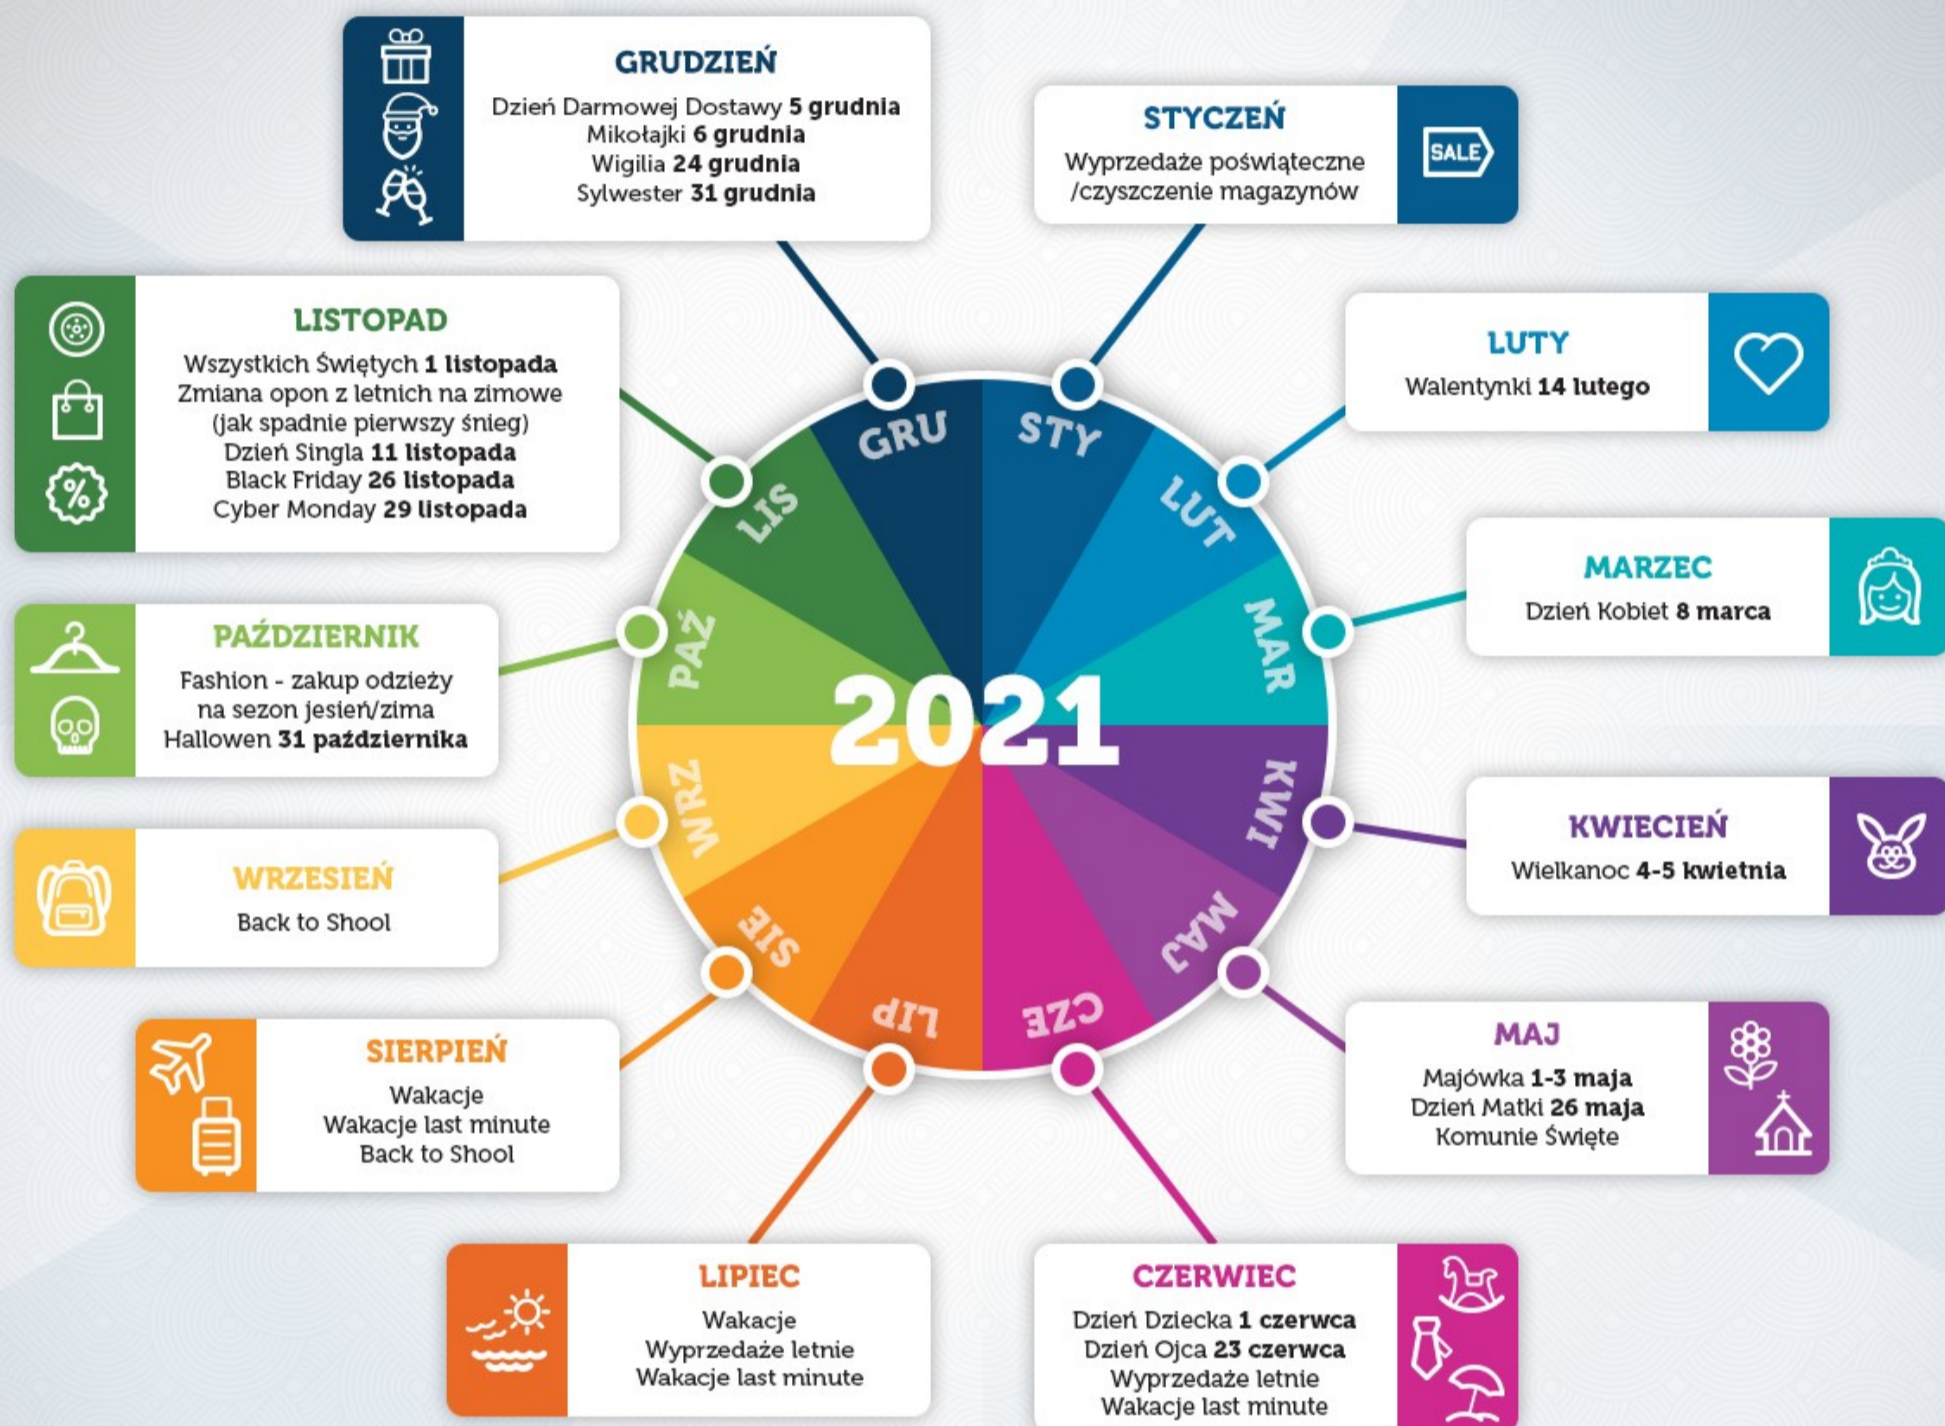 GRUDZIEŃ
Dzień Darmowej Dostawy 5 grudnia
Mikołajki 6 grudnia
Wigilia 24 grudnia
Sylwester 31 grudnia
STYCZEŃ
Wyprzedaże poświąteczne
/czyszczenie magazynów
SALE
LISTOPAD
Wszystkich Świętych 1 listopada
Zmiana opon z letnich na zimowe
(jak spadnie pierwszy śnieg)
Dzień Singla 11 listopada
Black Friday 26 listopada
Cyber Monday 29 listopada
%
LUTY
Walentynki 14 lutego
MARZEC
Dzień Kobiet 8 marca
PAŹDZIERNIK
Fashion - zakup odzieży
na sezon jesień/zima
Hallowen 31 października
KWIECIEŃ
Wielkanoc 4-5 kwietnia
WRZESIEŃ
Back to Shool
MAJ
Majówka 1-3 maja
Dzień Matki 26 maja
Komunie Święte
SIERPIEŃ
Wakacje
Wakacje last minute
Back to Shool
LIPIEC
Wakacje
Wyprzedaże letnie
Wakacje last minute
CZERWIEC
Dzień Dziecka 1 czerwca
Dzień Ojca 23 czerwca
Wyprzedaże letnie
Wakacje last minute
2021
STY
LUT
MAR
KWI
MAJ
CZE
LIP
SIE
WRZ
PAŹ
LIS
GRU